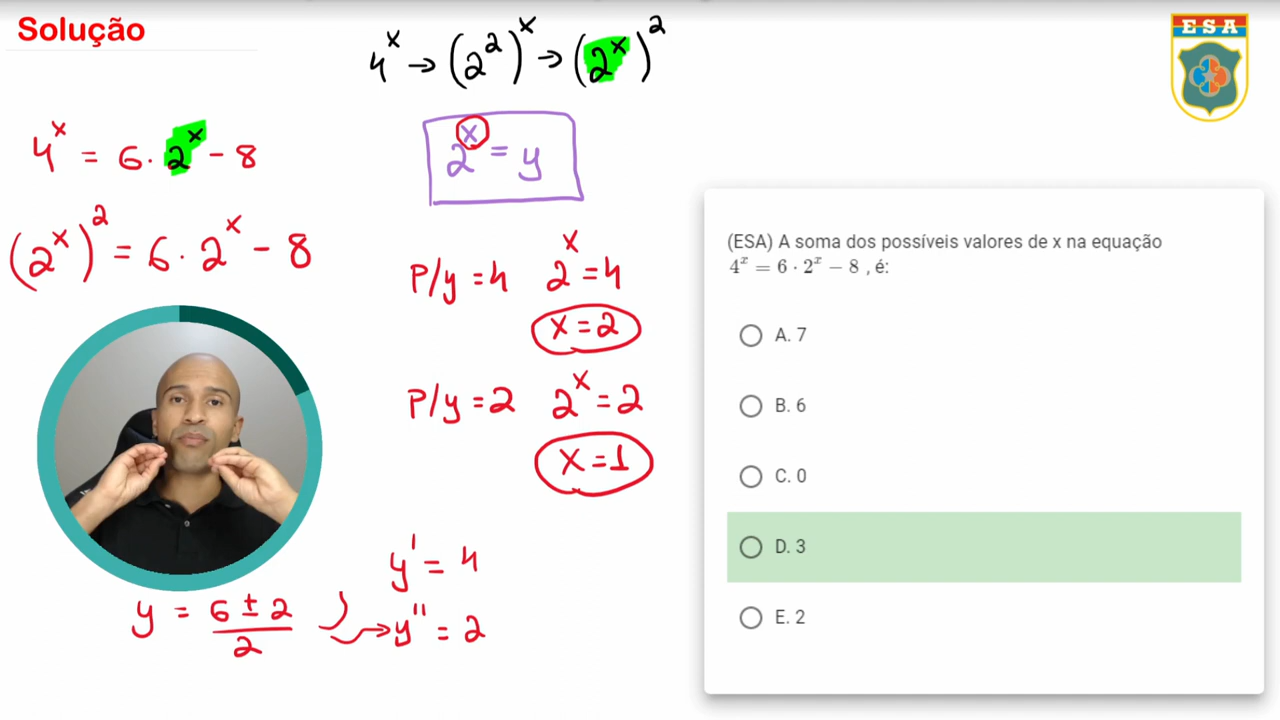 Solução
4^x → (2^2)^x → (2^x)^2
4^x = 6 · 2^x - 8
2^x = y
(2^x)^2 = 6 · 2^x - 8
P/y = 4 2^x = 4
x = 2
P/y = 2 2^x = 2
x = 1
y' = 4
y = 6 ± 2 / 2 → y'' = 2
ESA
(ESA) A soma dos possíveis valores de x na equação
4^x = 6 · 2^x − 8 , é:
A. 7
B. 6
C. 0
D. 3
E. 2